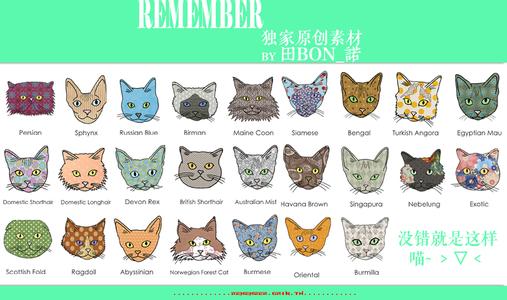 REMEMBER
独家原创素材
BY 田BON_諾
Persian
Sphynx
Russian Blue
Birman
Maine Coon
Siamese
Bengal
Turkish Angora
Egyptian Mau
Domestic Shorthair
Domestic Longhair
Devon Rex
British Shorthair
Australian Mist
Havana Brown
Singapura
Nebelung
Exotic
Scottish Fold
Ragdoll
Abyssinian
Norwegian Forest Cat
Burmese
Oriental
Burmilla
没错就是这样
喵~ > ▽ <